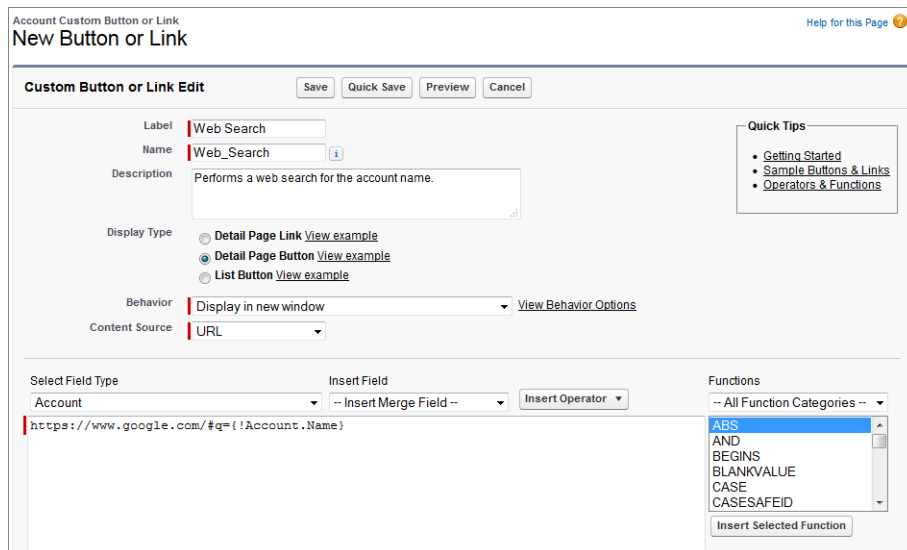 Account Custom Button or Link
New Button or Link
Help for this Page ?
Custom Button or Link Edit
Save
Quick Save
Preview
Cancel
Label
Web Search
Name
Web_Search
i
Description
Performs a web search for the account name.
Display Type
Detail Page Link View example
Detail Page Button View example
List Button View example
Behavior
Display in new window
View Behavior Options
Content Source
URL
Quick Tips
• Getting Started
• Sample Buttons & Links
• Operators & Functions
Select Field Type
Account
Insert Field
-- Insert Merge Field --
Insert Operator
Functions
-- All Function Categories --
https://www.google.com/#q={!Account.Name}
ABS
AND
BEGINS
BLANKVALUE
CASE
CASESAFEID
Insert Selected Function